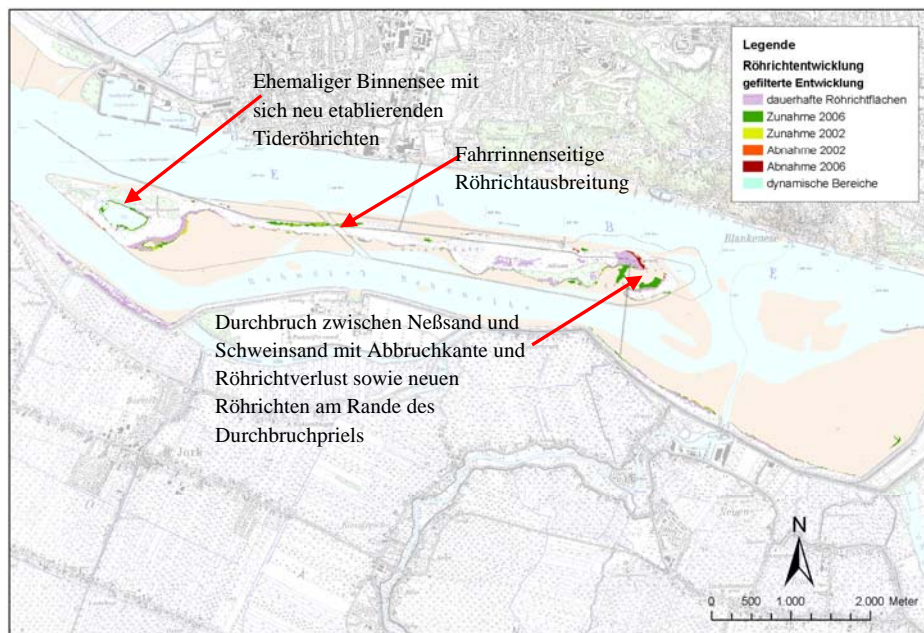 Ehemaliger Binnensee mit
sich neu etablierenden
Tideröhrichten
Fahrrinnenseitige
Röhrichtausbreitung
Durchbruch zwischen Neßsand und
Schweinsand mit Abbruchkante und
Röhrichtverlust sowie neuen
Röhrichten am Rande des
Durchbruchpriels
Legende
Röhrichtentwicklung
gefilterte Entwicklung
dauerhafte Röhrichtflächen
Zunahme 2006
Zunahme 2002
Abnahme 2002
Abnahme 2006
dynamische Bereiche
E
L
B
E
Blankenese
Jork
N
0 500 1.000 2.000 Meter